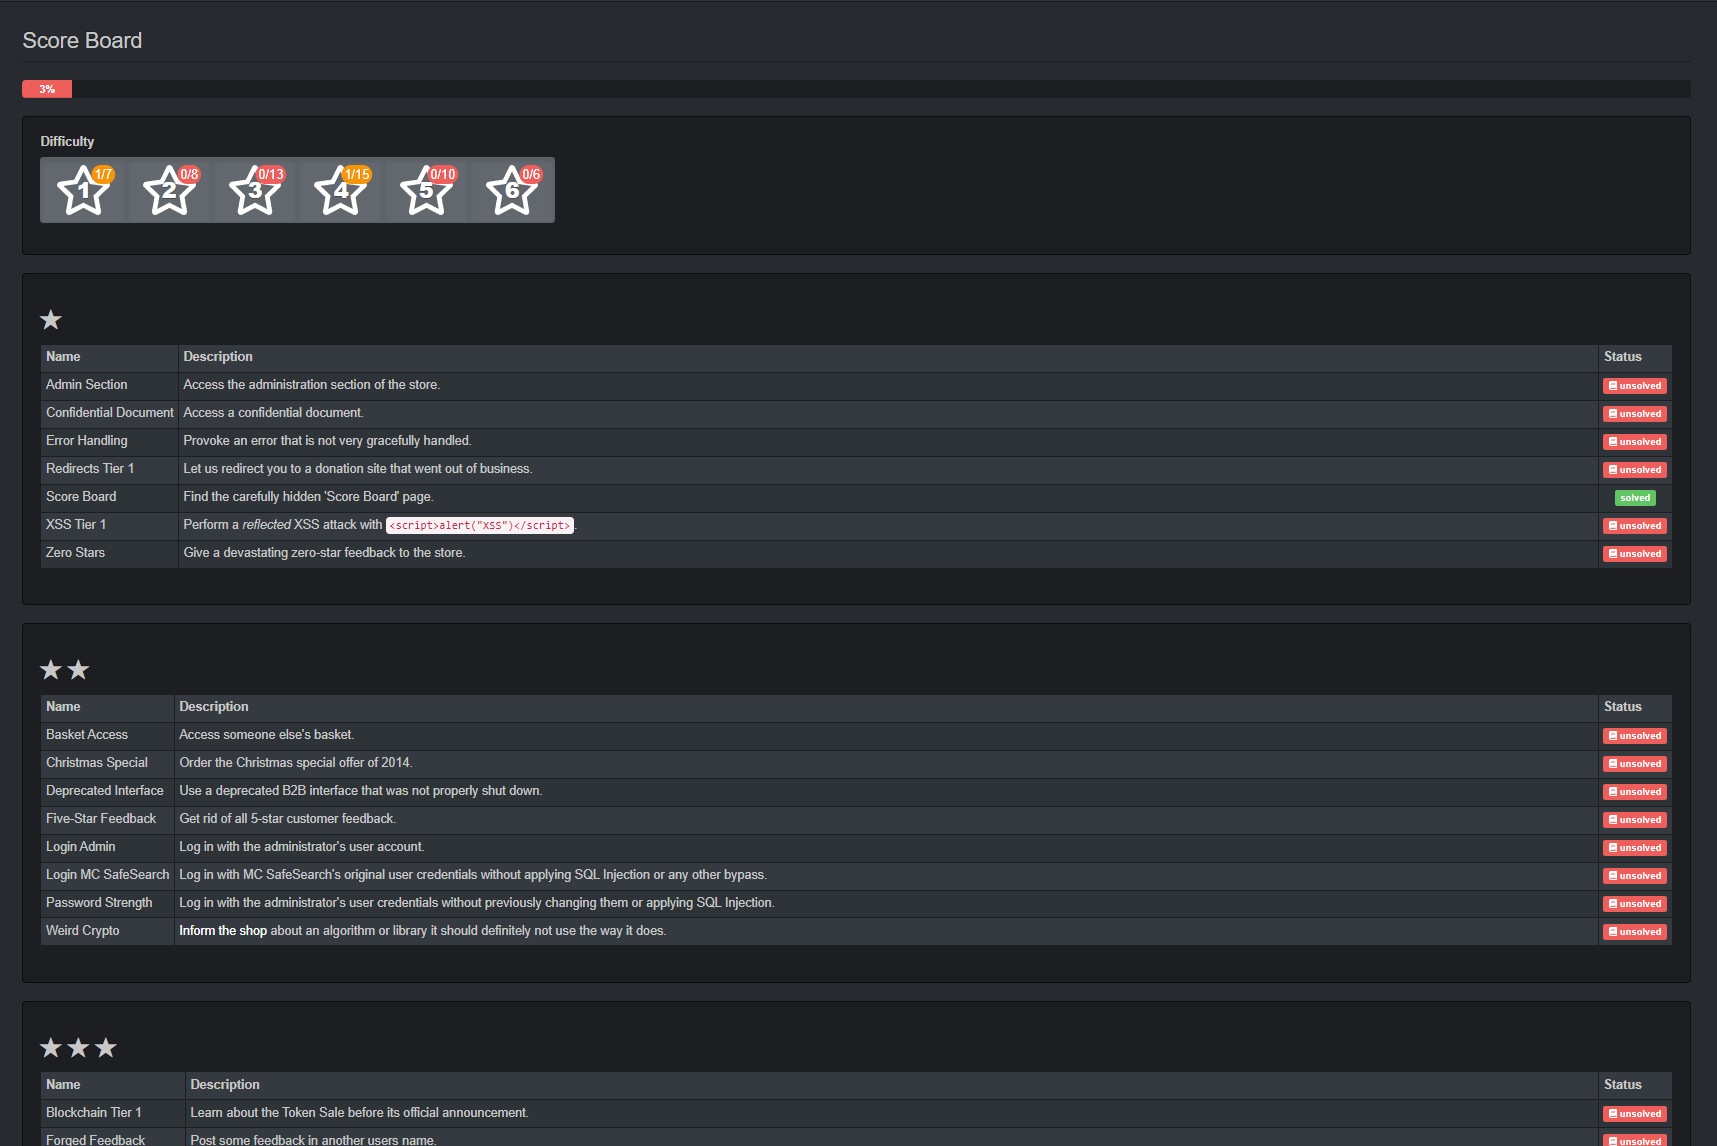 Score Board
3%
Difficulty
1 1/7 2 0/8 3 0/13 4 1/15 5 0/10 6 0/6
Name Description Status
Admin Section Access the administration section of the store. unsolved
Confidential Document Access a confidential document. unsolved
Error Handling Provoke an error that is not very gracefully handled. unsolved
Redirects Tier 1 Let us redirect you to a donation site that went out of business. unsolved
Score Board Find the carefully hidden 'Score Board' page. solved
XSS Tier 1 Perform a reflected XSS attack with <script>alert("XSS")</script>. unsolved
Zero Stars Give a devastating zero-star feedback to the store. unsolved
Name Description Status
Basket Access Access someone else's basket. unsolved
Christmas Special Order the Christmas special offer of 2014. unsolved
Deprecated Interface Use a deprecated B2B interface that was not properly shut down. unsolved
Five-Star Feedback Get rid of all 5-star customer feedback. unsolved
Login Admin Log in with the administrator's user account. unsolved
Login MC SafeSearch Log in with MC SafeSearch's original user credentials without applying SQL Injection or any other bypass. unsolved
Password Strength Log in with the administrator's user credentials without previously changing them or applying SQL Injection. unsolved
Weird Crypto Inform the shop about an algorithm or library it should definitely not use the way it does. unsolved
Name Description Status
Blockchain Tier 1 Learn about the Token Sale before its official announcement. unsolved
Forged Feedback Post some feedback in another users name. unsolved